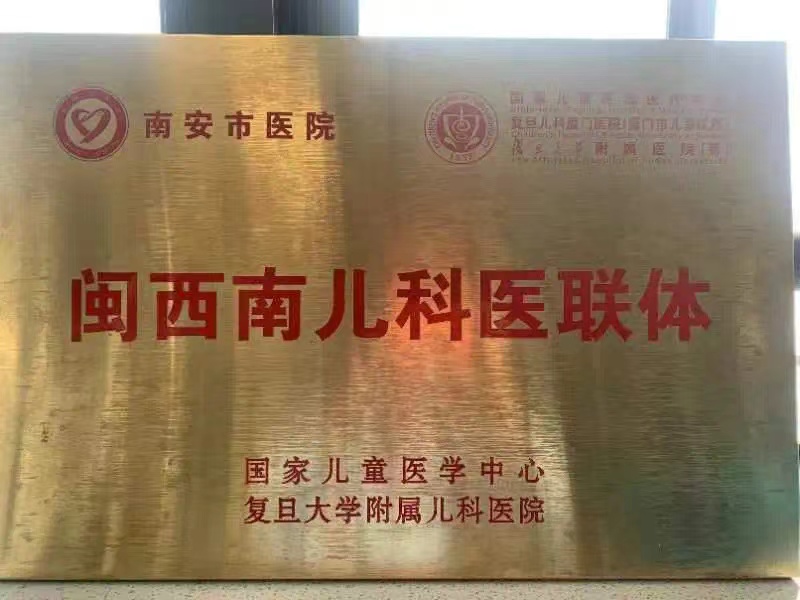 南安市医院
复旦儿科厦门医院
附属医院
1952
闽西南儿科医联体
国家儿童医学中心
复旦大学附属儿科医院